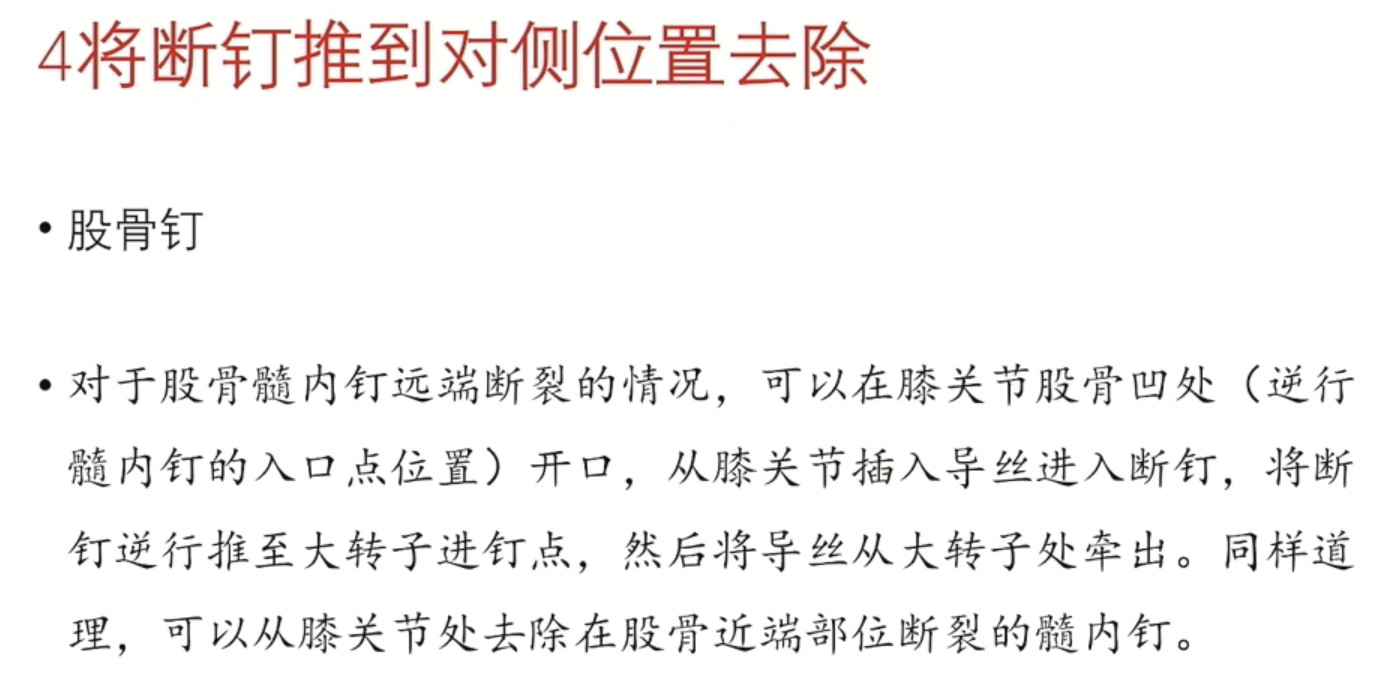 4将断钉推到对侧位置去除
• 股骨钉
• 对于股骨髓内钉远端断裂的情况，可以在膝关节股骨凹处（逆行
髓内钉的入口点位置）开口，从膝关节插入导丝进入断钉，将断
钉逆行推至大转子进钉点，然后将导丝从大转子处牵出。同样道
理，可以从膝关节处去除在股骨近端部位断裂的髓内钉。